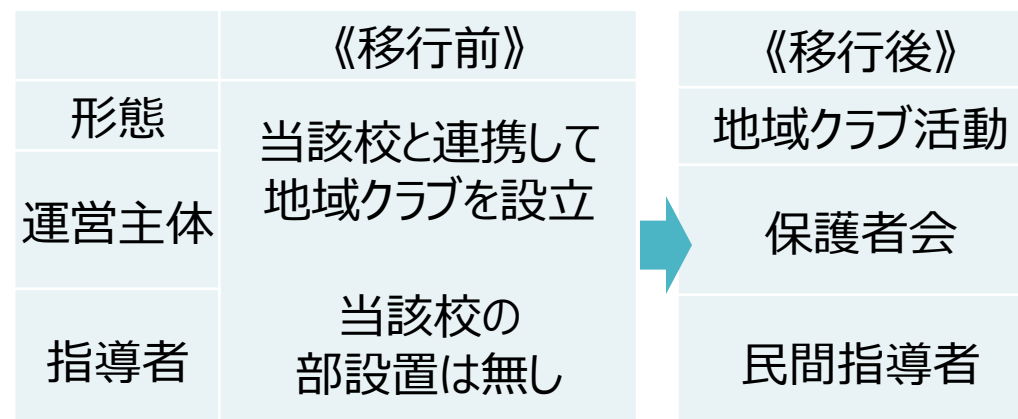 《移行前》
《移行後》
形態
当該校と連携して
地域クラブを設立
地域クラブ活動
運営主体
保護者会
指導者
当該校の
部設置は無し
民間指導者